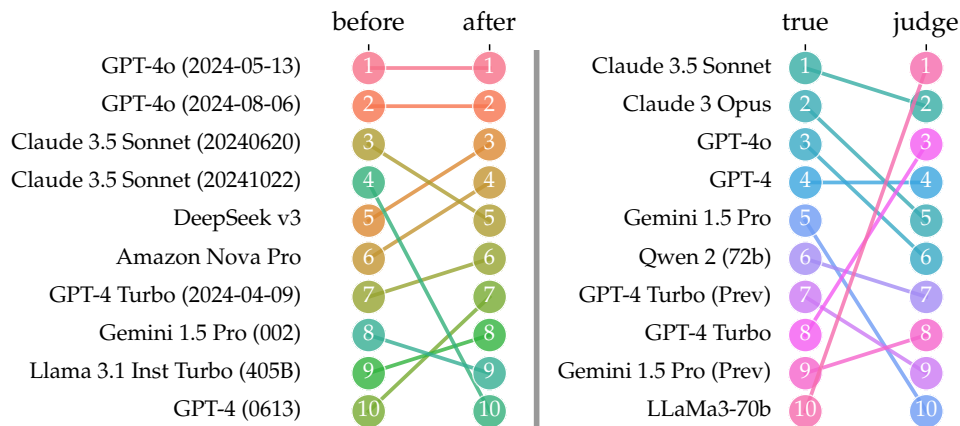 before after
GPT-4o (2024-05-13) 1 1
GPT-4o (2024-08-06) 2 2
Claude 3.5 Sonnet (20240620) 3 3
Claude 3.5 Sonnet (20241022) 4 4
DeepSeek v3 5 5
Amazon Nova Pro 6 6
GPT-4 Turbo (2024-04-09) 7 7
Gemini 1.5 Pro (002) 8 8
Llama 3.1 Inst Turbo (405B) 9 9
GPT-4 (0613) 10 10
true judge
Claude 3.5 Sonnet 1 1
Claude 3 Opus 2 2
GPT-4o 3 3
GPT-4 4 4
Gemini 1.5 Pro 5 5
Qwen 2 (72b) 6 6
GPT-4 Turbo (Prev) 7 7
GPT-4 Turbo 8 8
Gemini 1.5 Pro (Prev) 9 9
LLaMa3-70b 10 10